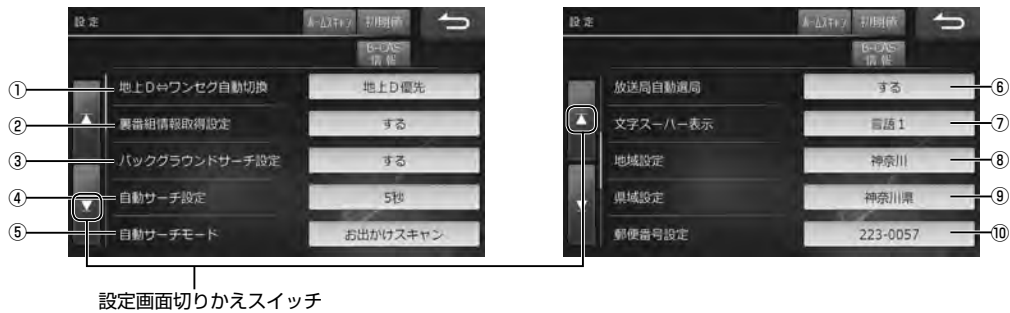 設定
ホームスキャン 初期値
B-CAS
情報
① 地上D⇔ワンセグ自動切換 地上D優先
② 裏番組情報取得設定 する
③ バックグラウンドサーチ設定 する
④ 自動サーチ設定 5秒
⑤ 自動サーチモード お出かけスキャン
設定
ホームスキャン 初期値
B-CAS
情報
放送局自動選局 する ⑥
文字スーパー表示 言語1 ⑦
地域設定 神奈川 ⑧
県域設定 神奈川県 ⑨
郵便番号設定 223-0057 ⑩
設定画面切りかえスイッチ